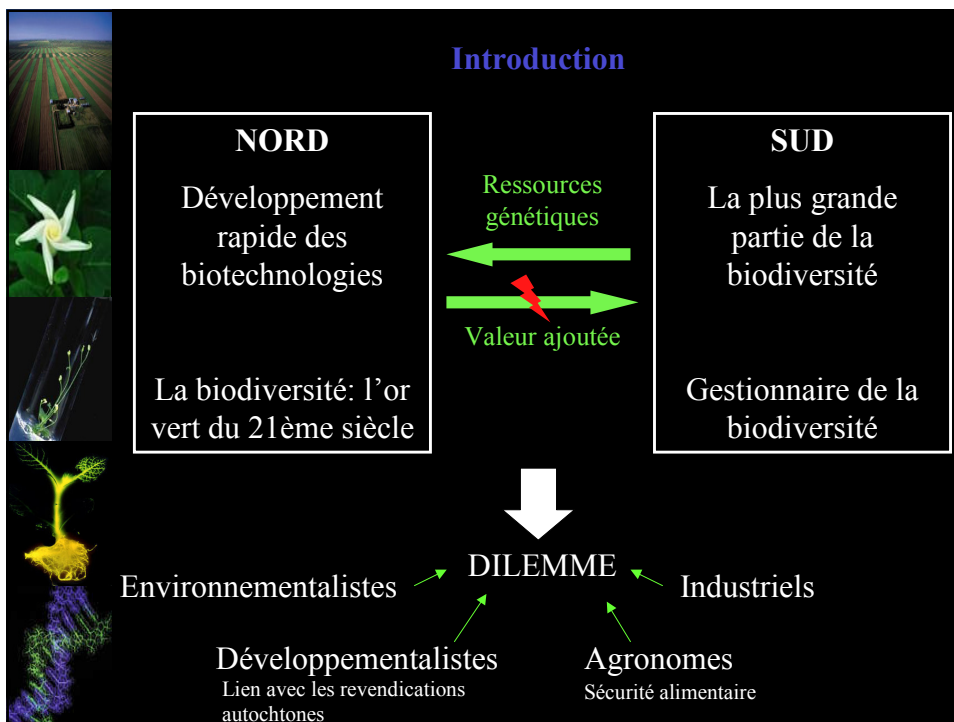 Introduction
NORD
Développement
rapide des
biotechnologies
La biodiversité: l’or
vert du 21ème siècle
Ressources
génétiques
Valeur ajoutée
SUD
La plus grande
partie de la
biodiversité
Gestionnaire de la
biodiversité
DILEMME
Environnementalistes
Industriels
Développementalistes
Lien avec les revendications
autochtones
Agronomes
Sécurité alimentaire